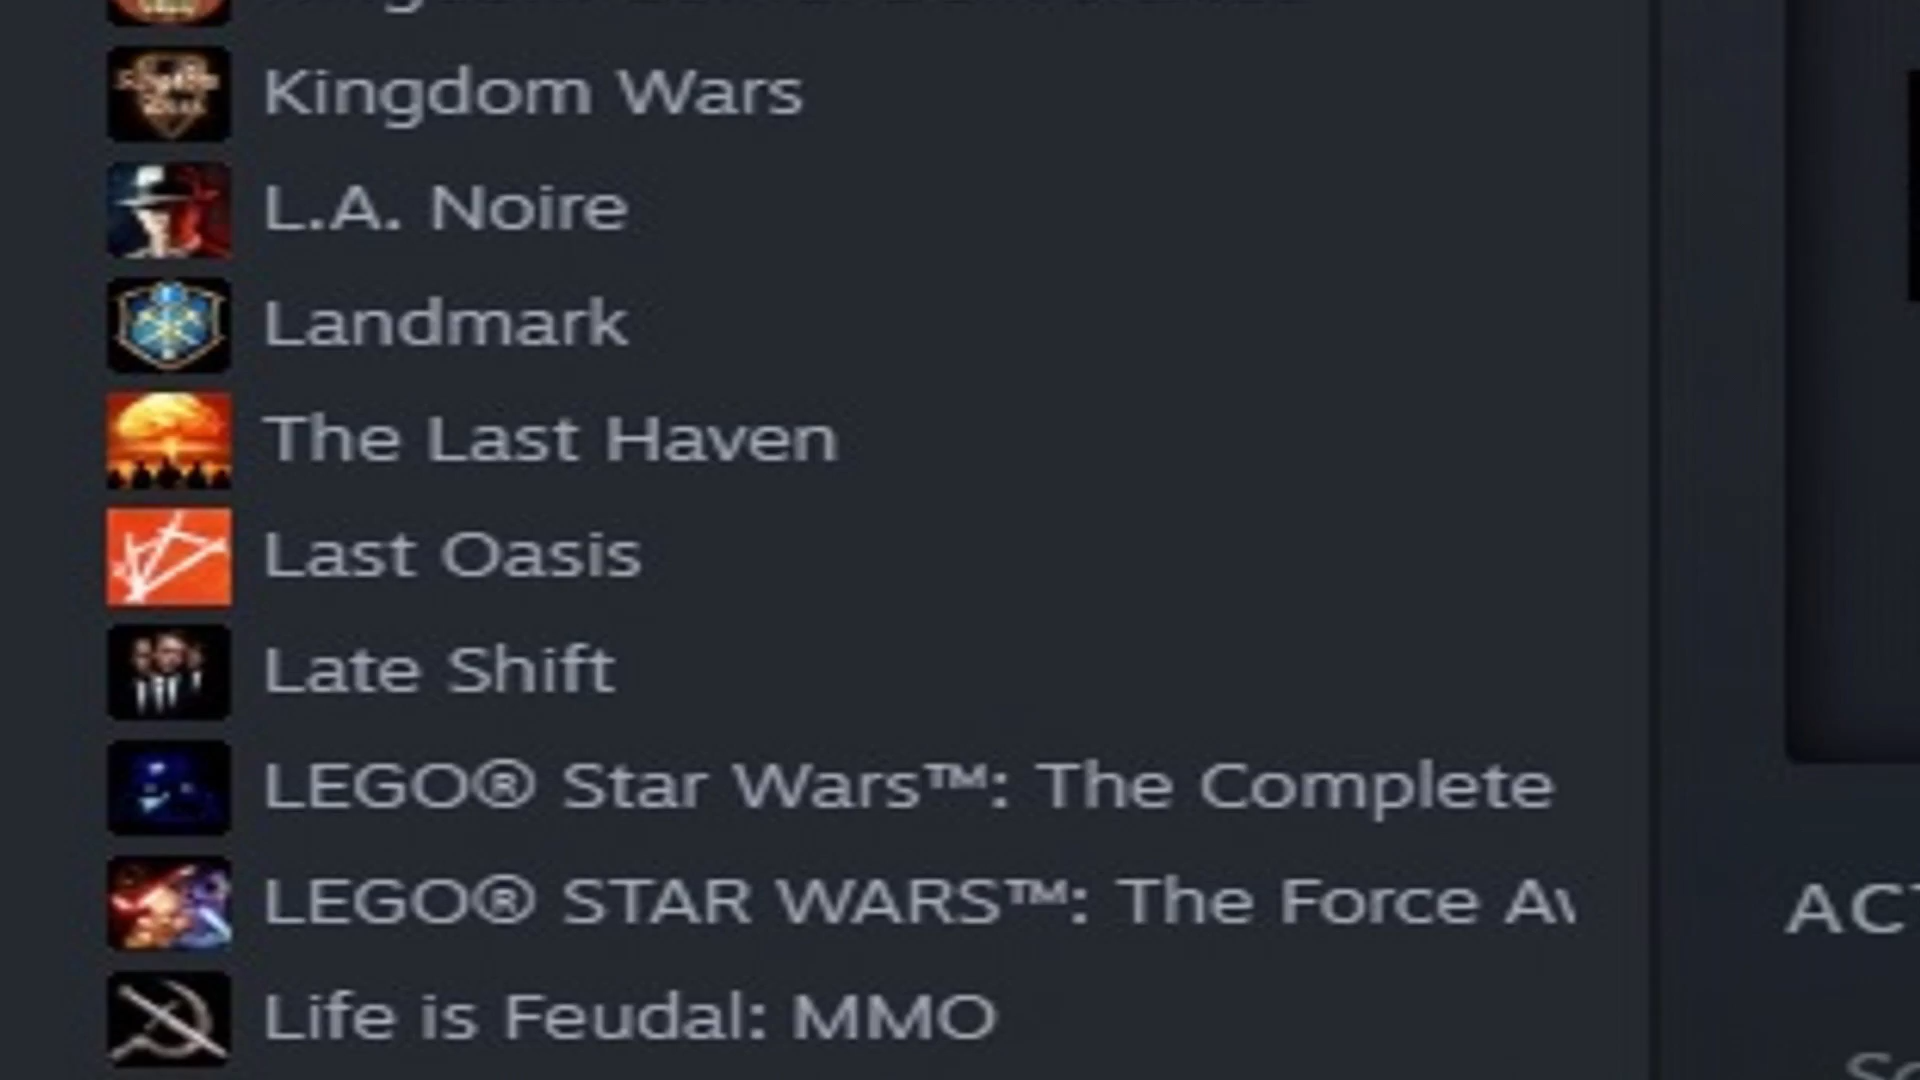 Kingdom Wars
L.A. Noire
Landmark
The Last Haven
Last Oasis
Late Shift
LEGO® Star Wars™: The Complete
LEGO® STAR WARS™: The Force Av
Life is Feudal: MMO